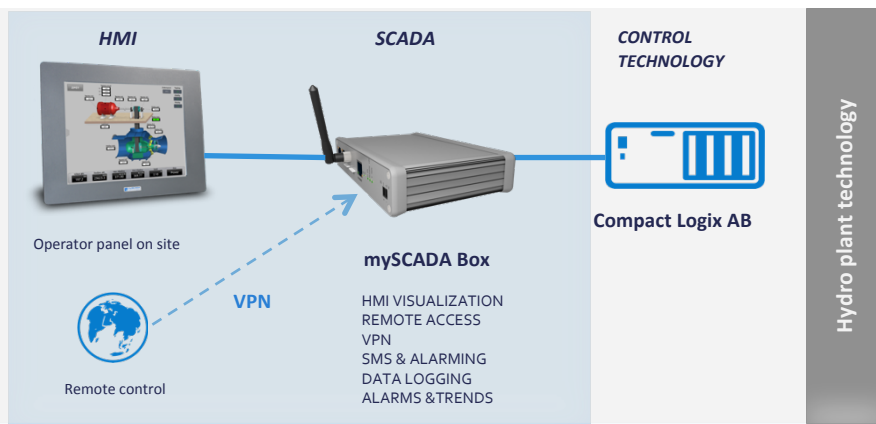 HMI
SCADA
CONTROL
TECHNOLOGY
Operator panel on site
mySCADA Box
Compact Logix AB
VPN
HMI VISUALIZATION
REMOTE ACCESS
VPN
SMS & ALARMING
DATA LOGGING
ALARMS &TRENDS
Remote control
Hydro plant technology